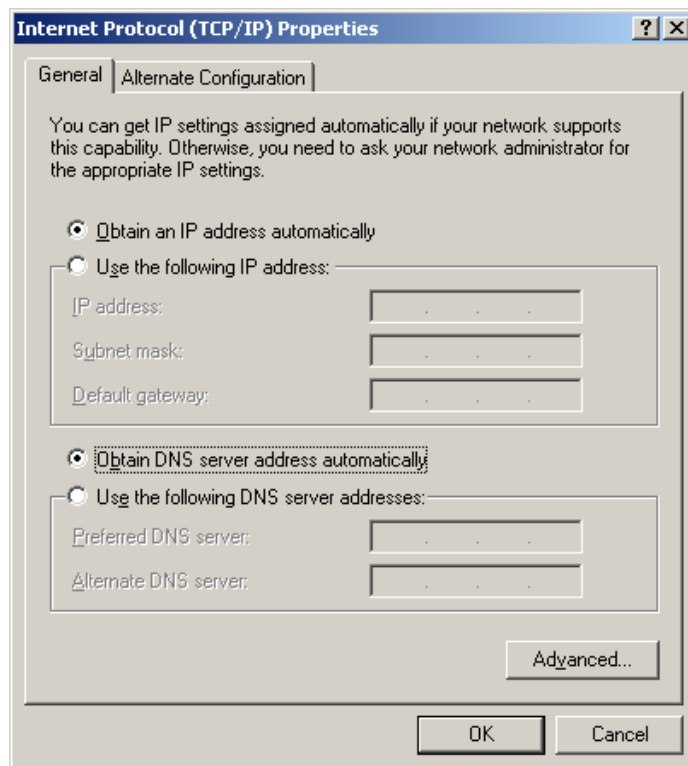 Internet Protocol (TCP/IP) Properties
General
Alternate Configuration
You can get IP settings assigned automatically if your network supports
this capability. Otherwise, you need to ask your network administrator for
the appropriate IP settings.
Obtain an IP address automatically
Use the following IP address:
IP address:
Subnet mask:
Default gateway:
Obtain DNS server address automatically
Use the following DNS server addresses:
Preferred DNS server:
Alternate DNS server:
Advanced...
OK
Cancel